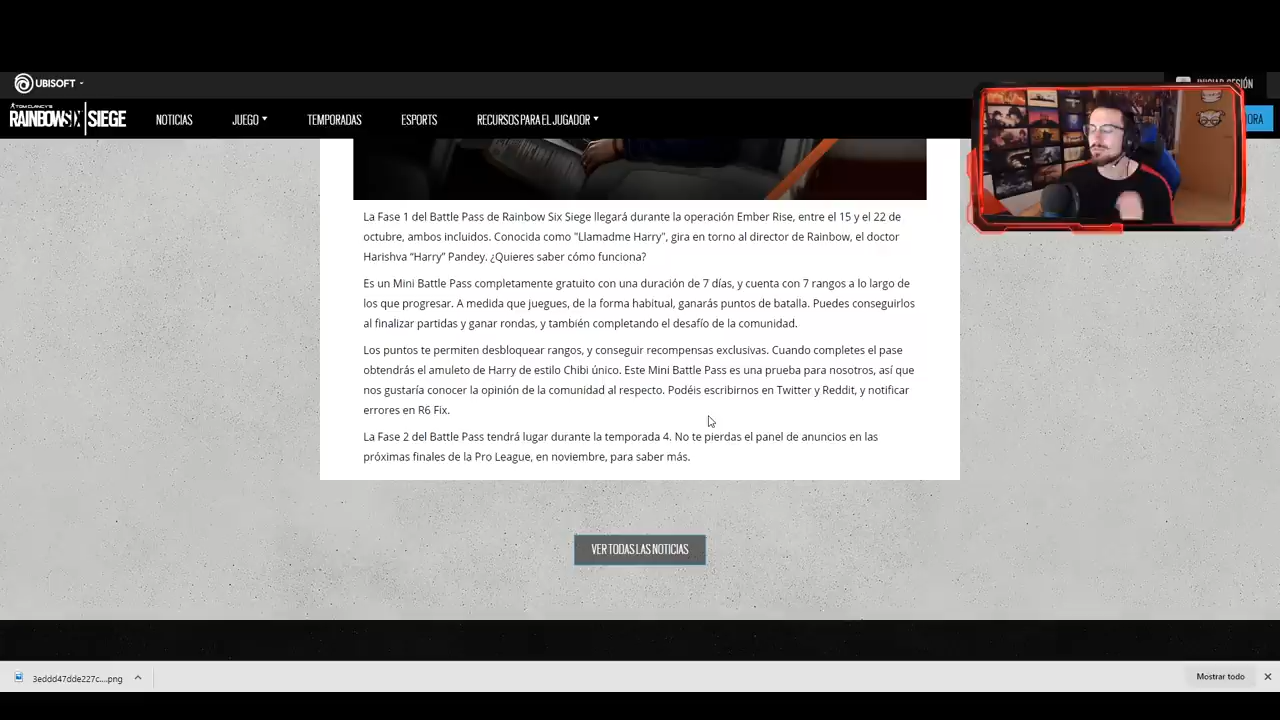 UBISOFT
INICIAR SESIÓN
TOM CLANCY'S
RAINBOW SIX SIEGE
NOTICIAS
JUEGO
TEMPORADAS
ESPORTS
RECURSOS PARA EL JUGADOR
La Fase 1 del Battle Pass de Rainbow Six Siege llegará durante la operación Ember Rise, entre el 15 y el 22 de
octubre, ambos incluidos. Conocida como "Llamadme Harry", gira en torno al director de Rainbow, el doctor
Harishva “Harry” Pandey. ¿Quieres saber cómo funciona?
Es un Mini Battle Pass completamente gratuito con una duración de 7 días, y cuenta con 7 rangos a lo largo de
los que progresar. A medida que juegues, de la forma habitual, ganarás puntos de batalla. Puedes conseguirlos
al finalizar partidas y ganar rondas, y también completando el desafío de la comunidad.
Los puntos te permiten desbloquear rangos, y conseguir recompensas exclusivas. Cuando completes el pase
obtendrás el amuleto de Harry de estilo Chibi único. Este Mini Battle Pass es una prueba para nosotros, así que
nos gustaría conocer la opinión de la comunidad al respecto. Podéis escribirnos en Twitter y Reddit, y notificar
errores en R6 Fix.
La Fase 2 del Battle Pass tendrá lugar durante la temporada 4. No te pierdas el panel de anuncios en las
próximas finales de la Pro League, en noviembre, para saber más.
VER TODAS LAS NOTICIAS
3eddd47dde227c....png
Mostrar todo